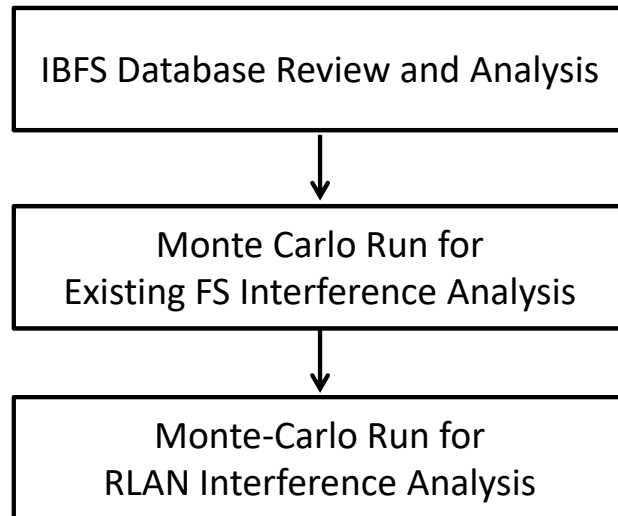 IBFS Database Review and Analysis
Monte Carlo Run for
Existing FS Interference Analysis
Monte-Carlo Run for
RLAN Interference Analysis